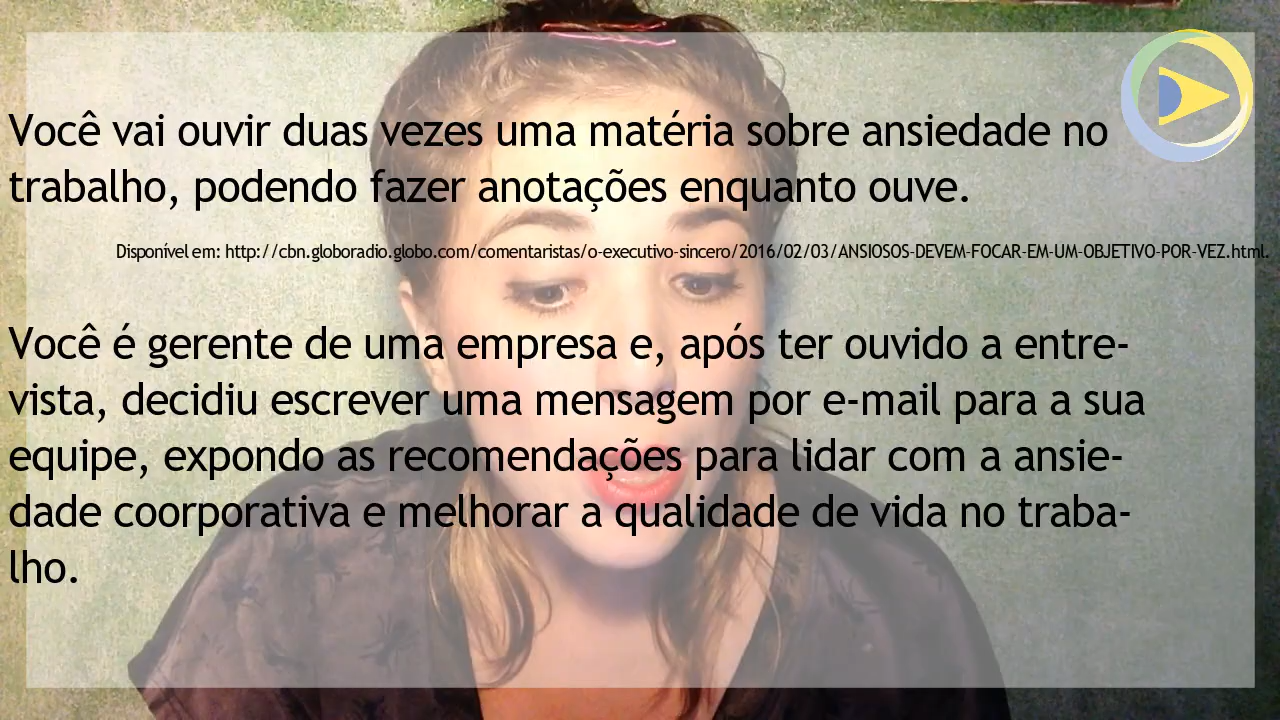 Você vai ouvir duas vezes uma matéria sobre ansiedade no
trabalho, podendo fazer anotações enquanto ouve.
Disponível em: http://cbn.globoradio.globo.com/comentaristas/o-executivo-sincero/2016/02/03/ANSIOSOS-DEVEM-FOCAR-EM-UM-OBJETIVO-POR-VEZ.html.
Você é gerente de uma empresa e, após ter ouvido a entre-
vista, decidiu escrever uma mensagem por e-mail para a sua
equipe, expondo as recomendações para lidar com a ansie-
dade coorporativa e melhorar a qualidade de vida no traba-
lho.